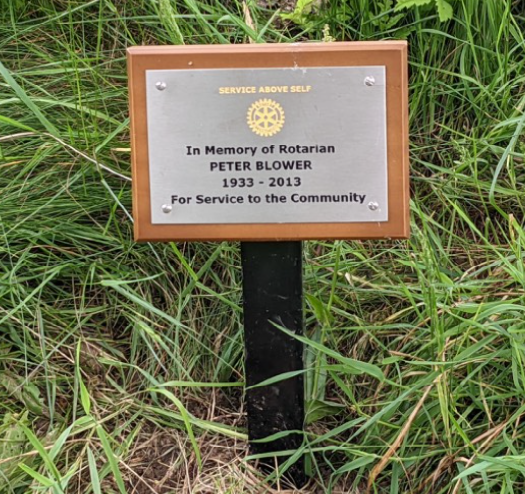 SERVICE ABOVE SELF
In Memory of Rotarian
PETER BLOWER
1933 - 2013
For Service to the Community